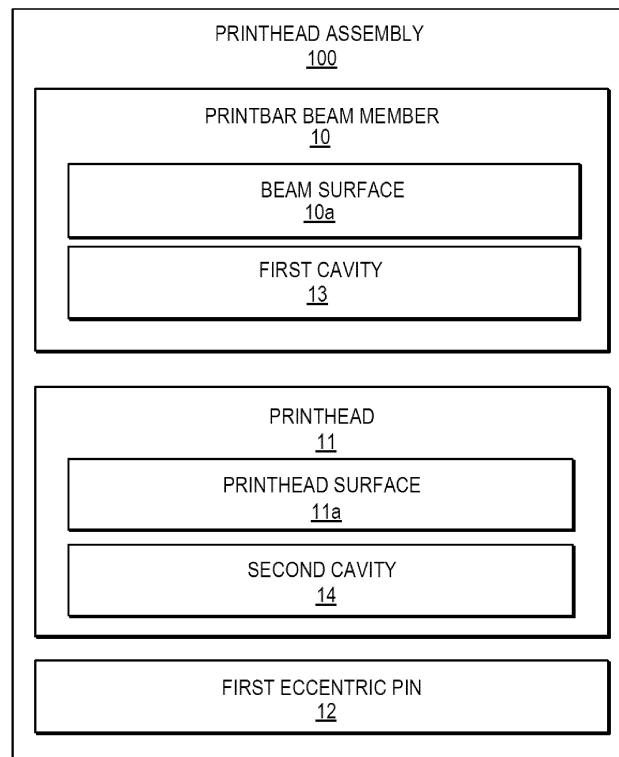 PRINTHEAD ASSEMBLY
100
PRINTBAR BEAM MEMBER
10
BEAM SURFACE
10a
FIRST CAVITY
13
PRINTHEAD
11
PRINTHEAD SURFACE
11a
SECOND CAVITY
14
FIRST ECCENTRIC PIN
12